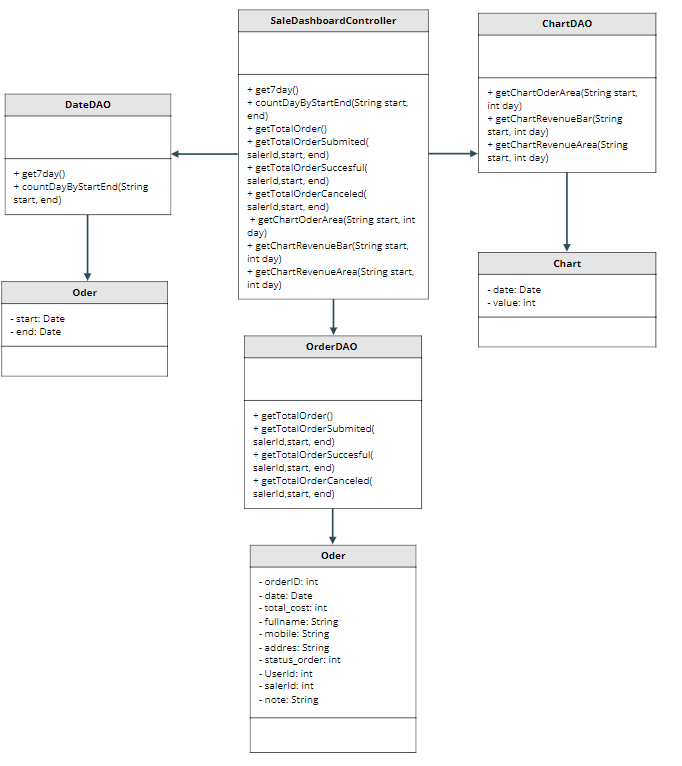 SaleDashboardController
+ get7day()
+ countDayByStartEnd(String start,
end)
+ getTotalOrder()
+ getTotalOrderSubmited(
salerId,start, end)
+ getTotalOrderSuccesful(
salerId,start, end)
+ getTotalOrderCanceled(
salerId,start, end)
+ getChartOderArea(String start, int
day)
+ getChartRevenueBar(String start,
int day)
+ getChartRevenueArea(String start,
int day)
ChartDAO
+ getChartOderArea(String start,
int day)
+ getChartRevenueBar(String
start, int day)
+ getChartRevenueArea(String
start, int day)
DateDAO
+ get7day()
+ countDayByStartEnd(String
start, end)
Oder
- start: Date
- end: Date
Chart
- date: Date
- value: int
OrderDAO
+ getTotalOrder()
+ getTotalOrderSubmited(
salerId,start, end)
+ getTotalOrderSuccesful(
salerId,start, end)
+ getTotalOrderCanceled(
salerId,start, end)
Oder
- orderID: int
- date: Date
- total_cost: int
- fullname: String
- mobile: String
- addres: String
- status_order: int
- UserId: int
- salerId: int
- note: String